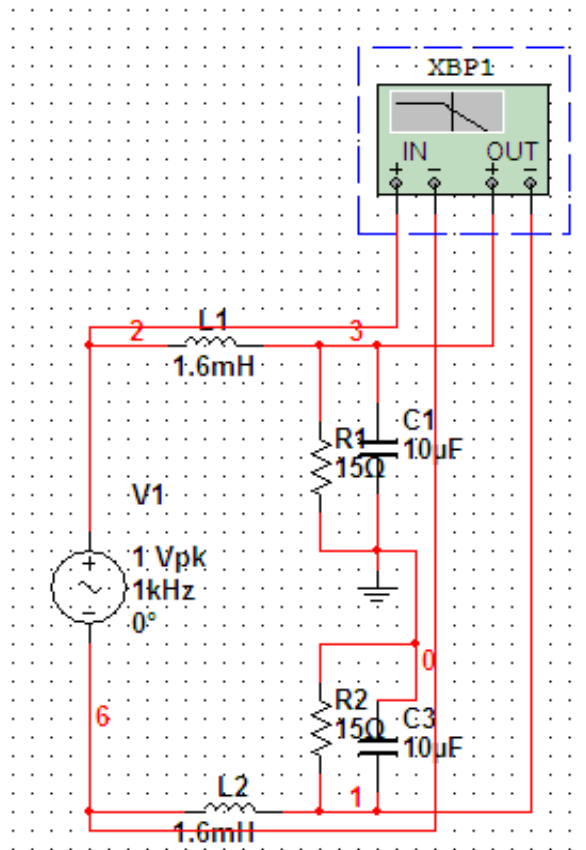 XBP1
IN OUT
+ − + −
2
L1
1.6mH
3
R1
15Ω
C1
10µF
V1
+
1 Vpk
1kHz
0°
−
0
6
R2
15Ω
C3
10µF
L2
1.6mH
1